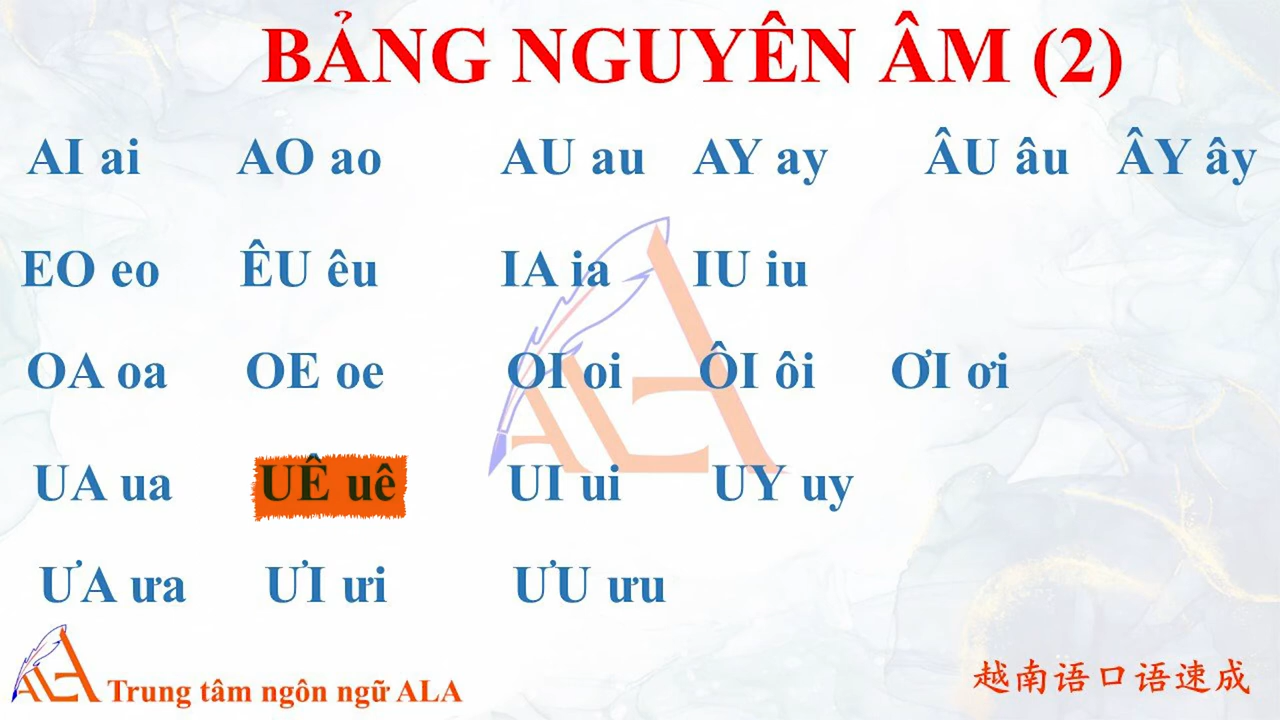 BẢNG NGUYÊN ÂM (2)
AI ai AO ao AU au AY ay ÂU âu ÂY ây
EO eo ÊU êu IA ia IU iu
OA oa OE oe OI oi ÔI ôi ƠI ơi
UA ua UÊ uê UI ui UY uy
ƯA ưa ƯI ưi ƯU ưu
ALA
ALA Trung tâm ngôn ngữ ALA
越南语口语速成